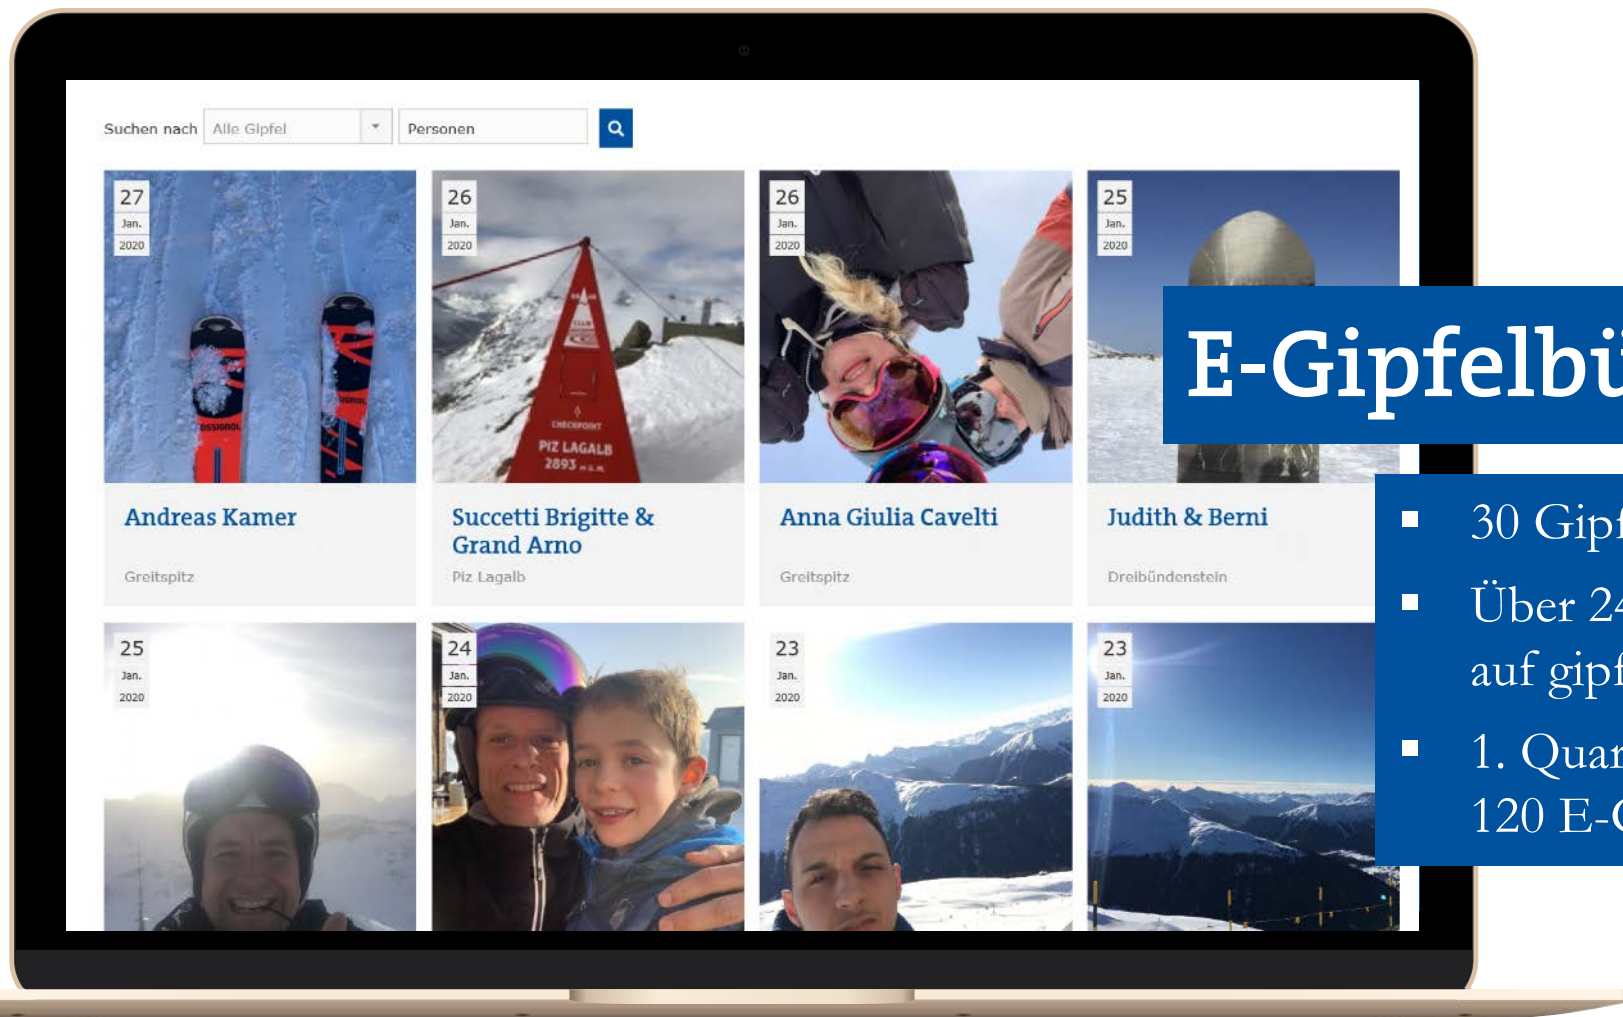 Suchen nach Alle Gipfel Personen
27
Jan.
2020
26
Jan.
2020
CLUB
CHECKPOINT
PIZ LAGALB
2893 m ü. M.
26
Jan.
2020
25
Jan.
2020
Andreas Kamer
Greitspitz
Succetti Brigitte &
Grand Arno
Piz Lagalb
Anna Giulia Cavelti
Greitspitz
Judith & Berni
Dreibündenstein
25
Jan.
2020
24
Jan.
2020
23
Jan.
2020
23
Jan.
2020
E-Gipfelbü
30 Gipf
Über 24
auf gipf
1. Quar
120 E-G